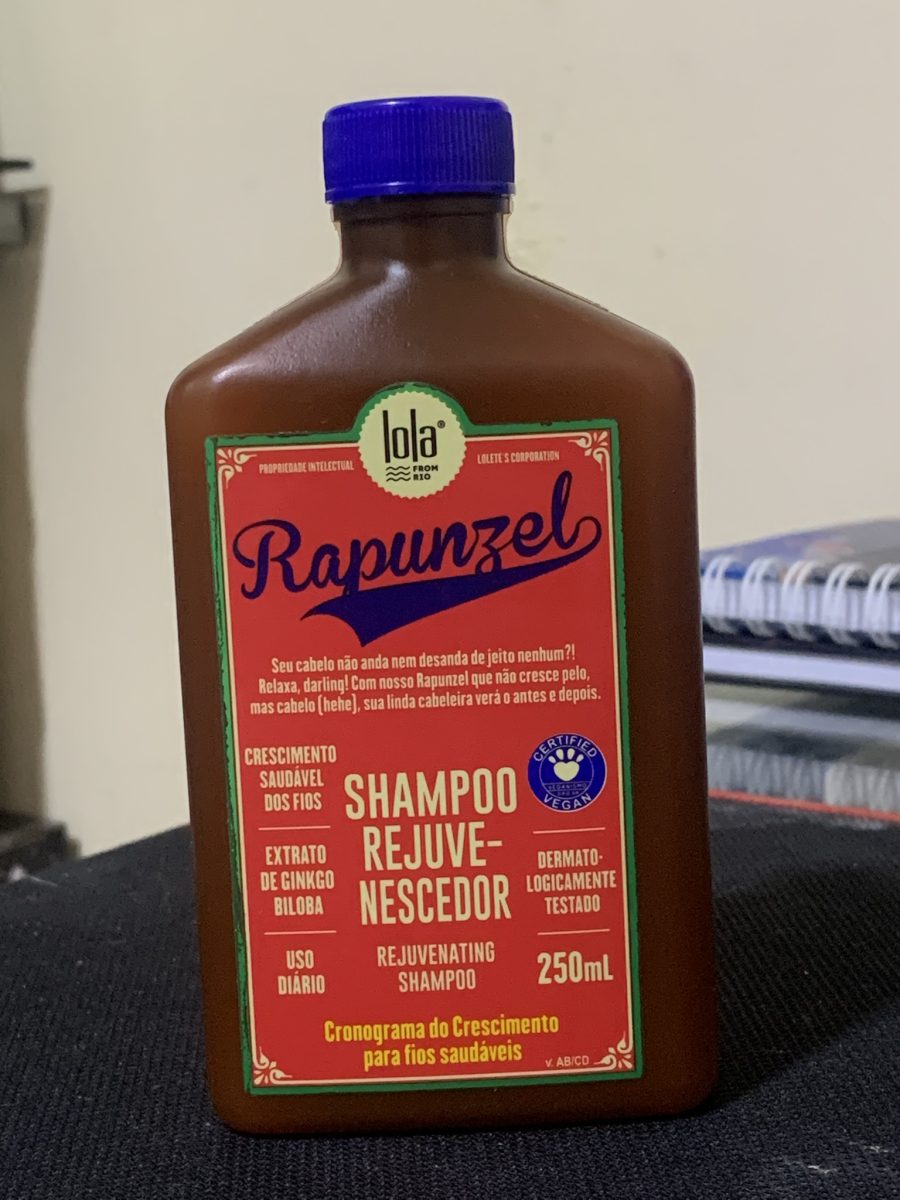 lola®
FROM
RIO
PROPRIEDADE INTELECTUAL
LOLETE'S CORPORATION
Rapunzel
Seu cabelo não anda nem desanda de jeito nenhum?!
Relaxa, darling! Com nosso Rapunzel que não cresce pelo,
mas cabelo (hehe), sua linda cabeleira verá o antes e depois.
CRESCIMENTO
SAUDÁVEL
DOS FIOS
EXTRATO
DE GINKGO
BILOBA
USO
DIÁRIO
SHAMPOO
REJUVE-
NESCEDOR
REJUVENATING
SHAMPOO
CERTIFIED
VEGANISMO
VEGAN
DERMATO-
LOGICAMENTE
TESTADO
250mL
Cronograma do Crescimento
para fios saudáveis
v. AB/CD